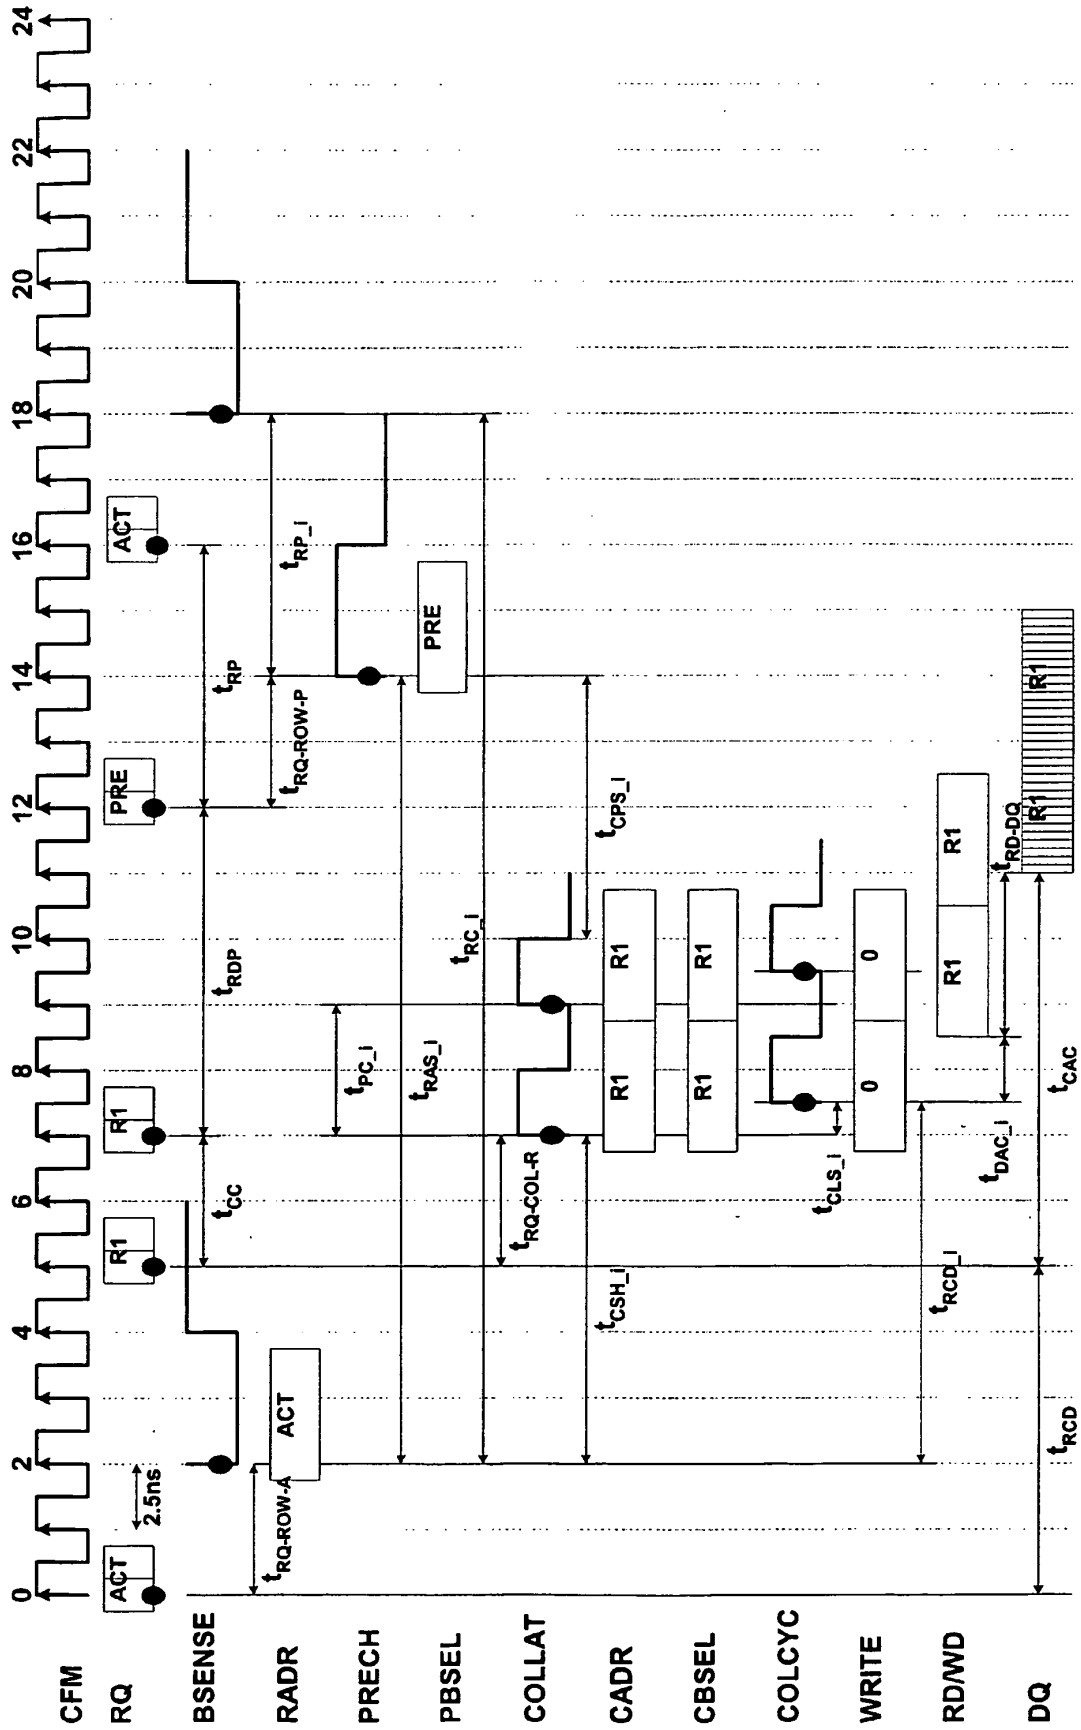 CFM
0 2 4 6 8 10 12 14 16 18 20 22 24
RQ
ACT R1 R1 PRE ACT
2.5ns
BSENSE
tCC tRDP tRP
RADR
tRQ-ROW-A
ACT
tRQ-ROW-P tRP_i
PRECH
tPC_i
tRAS_i
PBSEL
PRE
tRC_i
COLLAT
tRQ-COL-R
tCSH_i tCPS_i
CADR
R1 R1
CBSEL
R1 R1
COLCYC
tCLS_i
WRITE
0 0
tRCD_i
RD/WD
R1 R1
tDAC_i tRD-DQ
DQ
R1 R1
tRCD tCAC